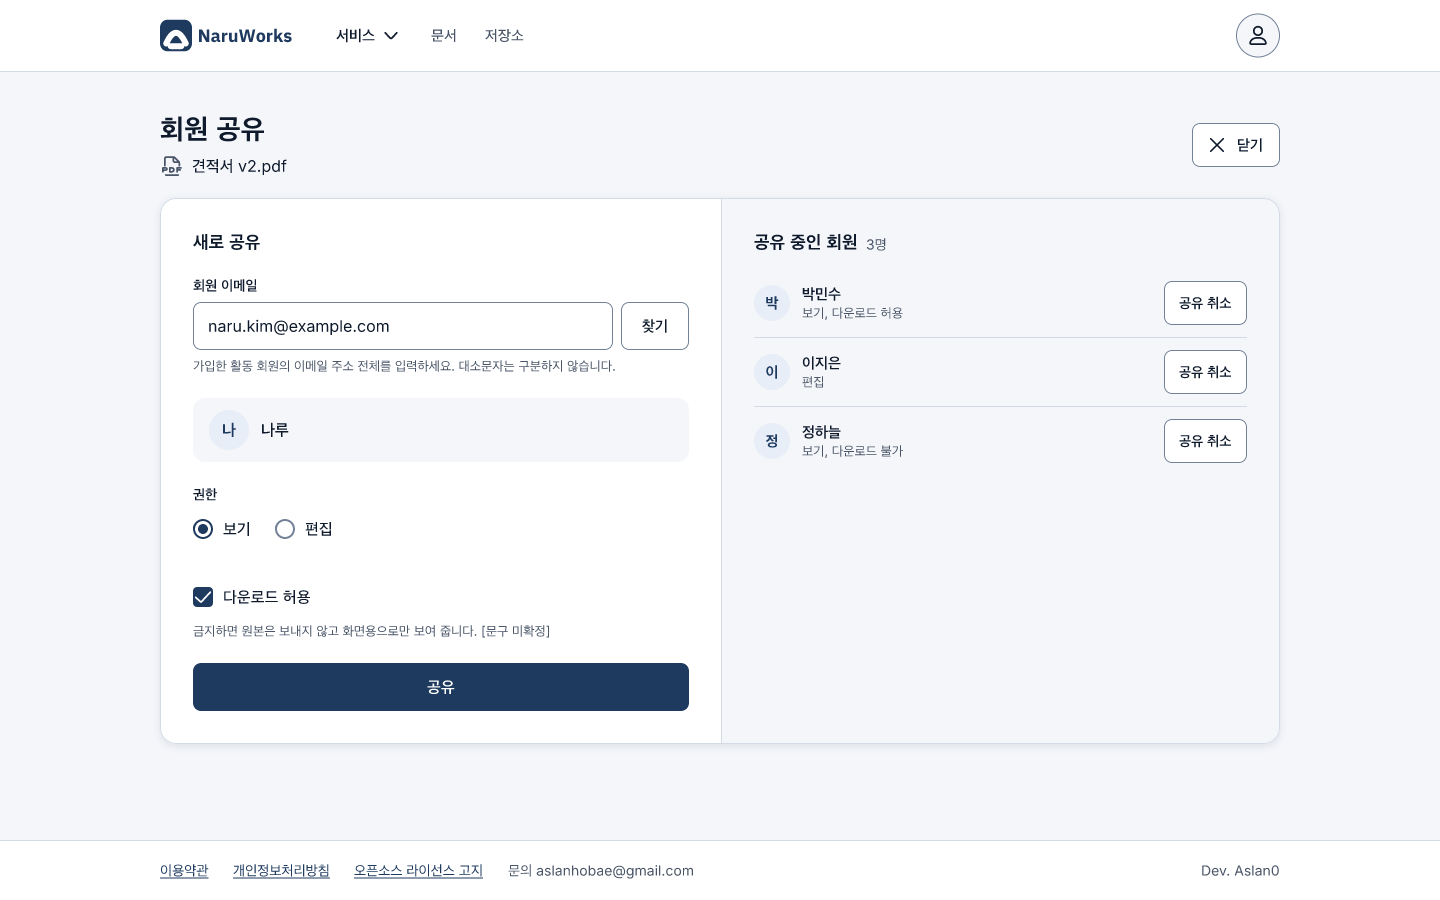 NaruWorks
서비스
문서
저장소
회원 공유
PDF
견적서 v2.pdf
닫기
새로 공유
회원 이메일
naru.kim@example.com
찾기
가입한 활동 회원의 이메일 주소 전체를 입력하세요. 대소문자는 구분하지 않습니다.
나
나루
권한
보기
편집
다운로드 허용
금지하면 원본은 보내지 않고 화면용으로만 보여 줍니다. [문구 미확정]
공유
공유 중인 회원 3명
박
박민수
보기, 다운로드 허용
공유 취소
이
이지은
편집
공유 취소
정
정하늘
보기, 다운로드 불가
공유 취소
이용약관
개인정보처리방침
오픈소스 라이선스 고지
문의 aslanhobae@gmail.com
Dev. Aslan0